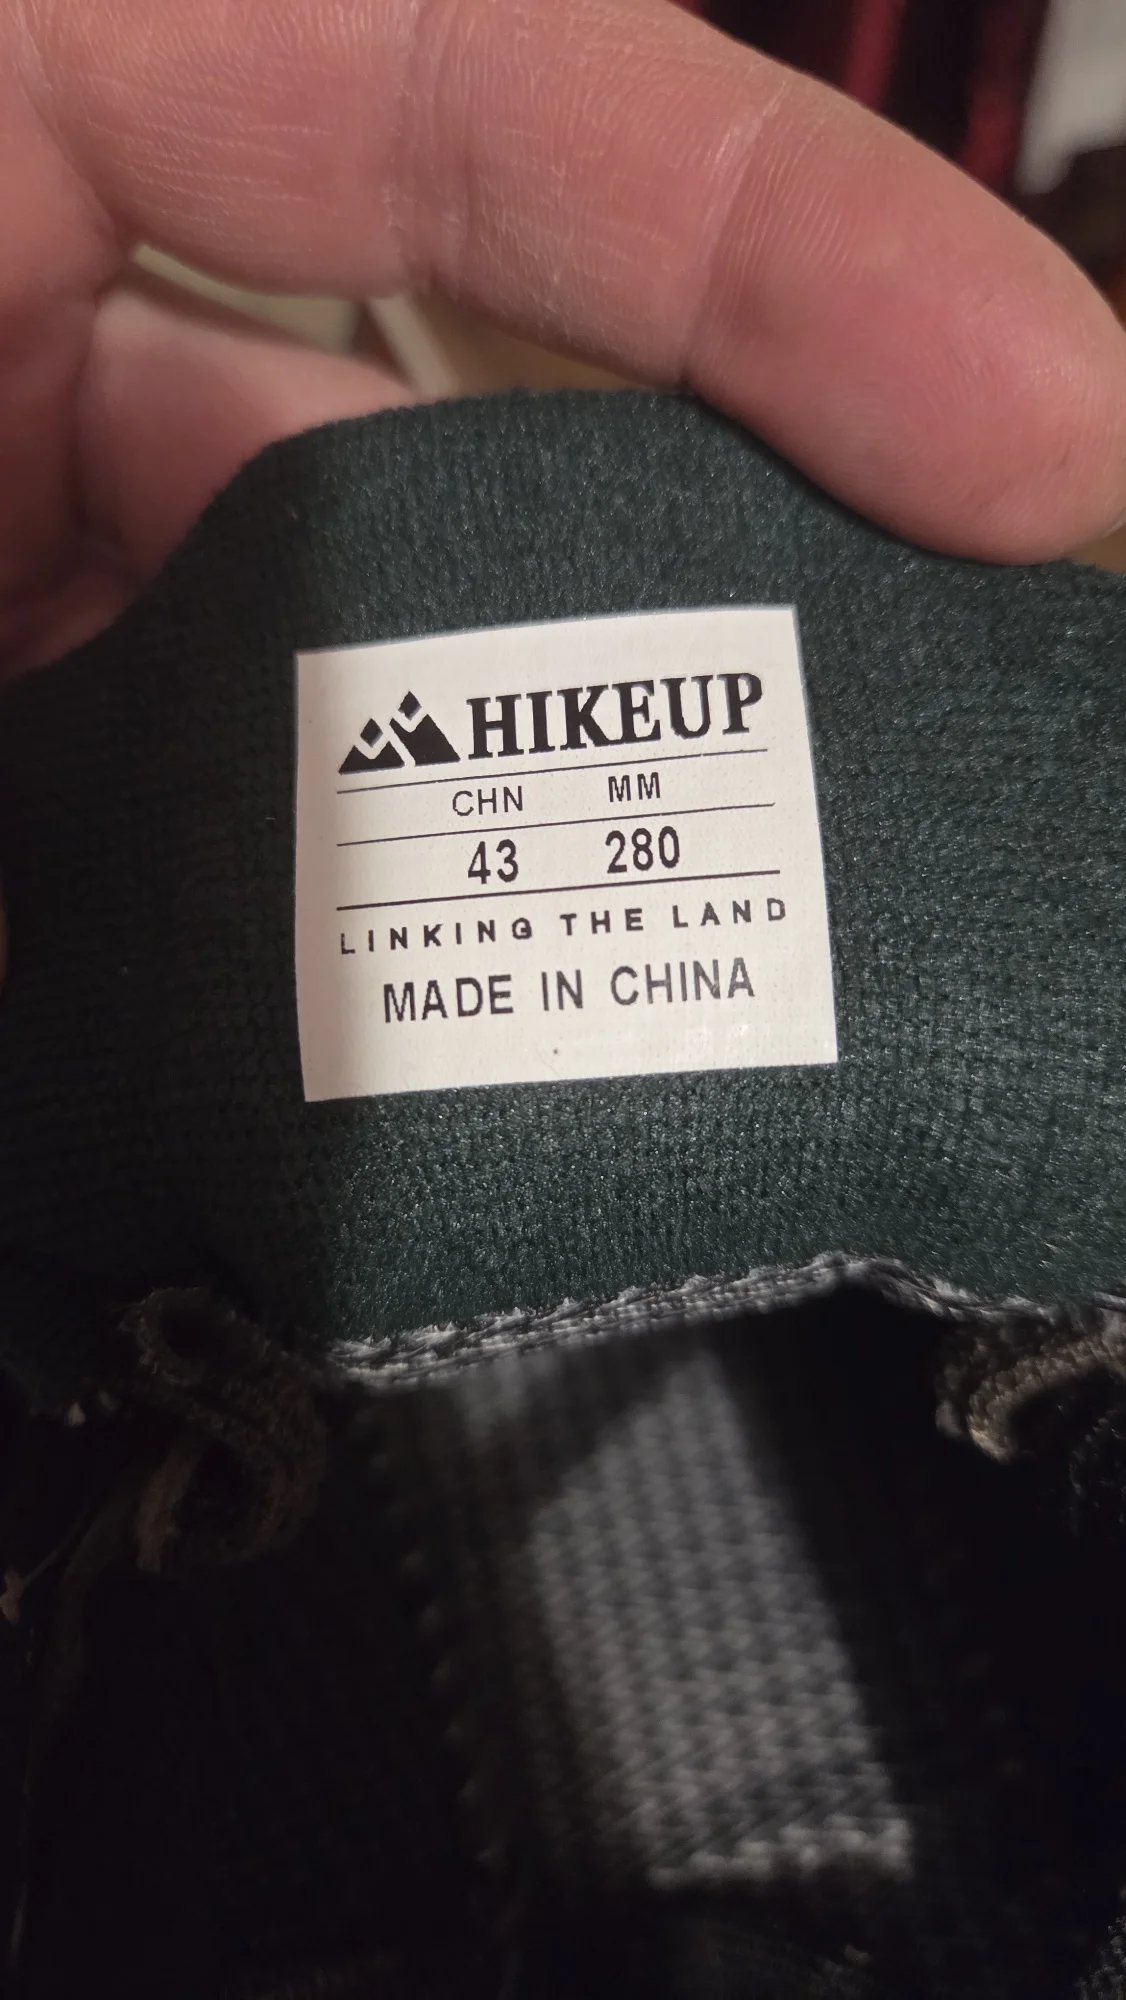 HIKEUP
CHN MM
43 280
LINKING THE LAND
MADE IN CHINA